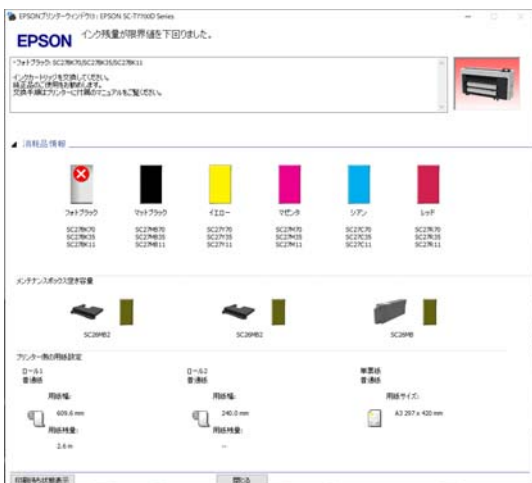 EPSONプリンターウィンドウ!3 : EPSON SC-T7700D Series
EPSON
インク残量が限界値を下回りました。
・フォトブラック: SC27BK70/SC27BK35/SC27BK11
インクカートリッジを交換してください。
純正品のご使用をお勧めします。
交換手順はプリンターに付属のマニュアルをご覧ください。
消耗品情報
フォトブラック マットブラック イエロー マゼンタ シアン レッド
SC27BK70 SC27MB70 SC27Y70 SC27M70 SC27C70 SC27R70
SC27BK35 SC27MB35 SC27Y35 SC27M35 SC27C35 SC27R35
SC27BK11 SC27MB11 SC27Y11 SC27M11 SC27C11 SC27R11
メンテナンスボックス空き容量
SC26MB2 SC26MB2 SC26MB
プリンター側の用紙設定
ロール1 ロール2 単票紙
普通紙 普通紙 普通紙
用紙幅: 用紙幅: 用紙サイズ:
609.6 mm 240.0 mm A3 297 x 420 mm
用紙残量: 用紙残量:
2.6 m --
印刷待ち状態表示 閉じる